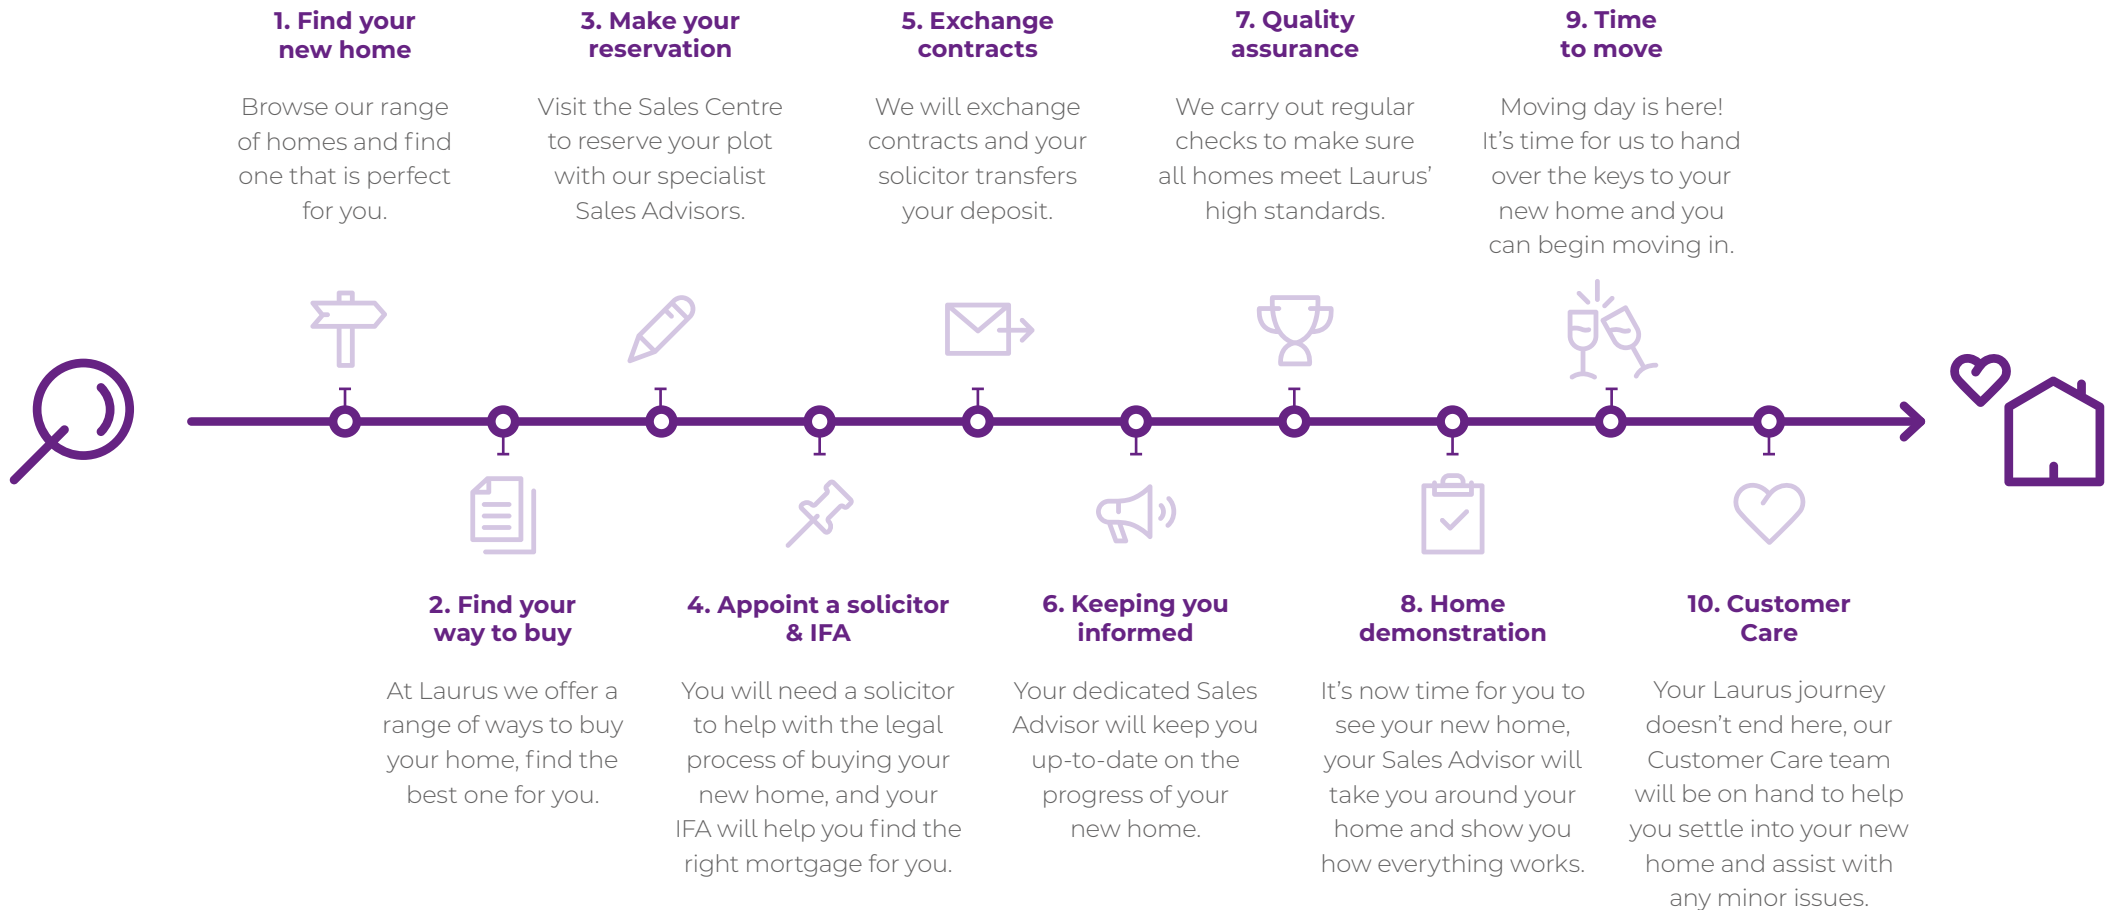 1. Find your
new home
Browse our range
of homes and find
one that is perfect
for you.
2. Find your
way to buy
At Laurus we offer a
range of ways to buy
your home, find the
best one for you.
3. Make your
reservation
Visit the Sales Centre
to reserve your plot
with our specialist
Sales Advisors.
4. Appoint a solicitor
& IFA
You will need a solicitor
to help with the legal
process of buying your
new home, and your
IFA will help you find the
right mortgage for you.
5. Exchange
contracts
We will exchange
contracts and your
solicitor transfers
your deposit.
6. Keeping you
informed
Your dedicated Sales
Advisor will keep you
up-to-date on the
progress of your
new home.
7. Quality
assurance
We carry out regular
checks to make sure
all homes meet Laurus’
high standards.
8. Home
demonstration
It’s now time for you to
see your new home,
your Sales Advisor will
take you around your
home and show you
how everything works.
9. Time
to move
Moving day is here!
It’s time for us to hand
over the keys to your
new home and you
can begin moving in.
10. Customer
Care
Your Laurus journey
doesn’t end here, our
Customer Care team
will be on hand to help
you settle into your new
home and assist with
any minor issues.